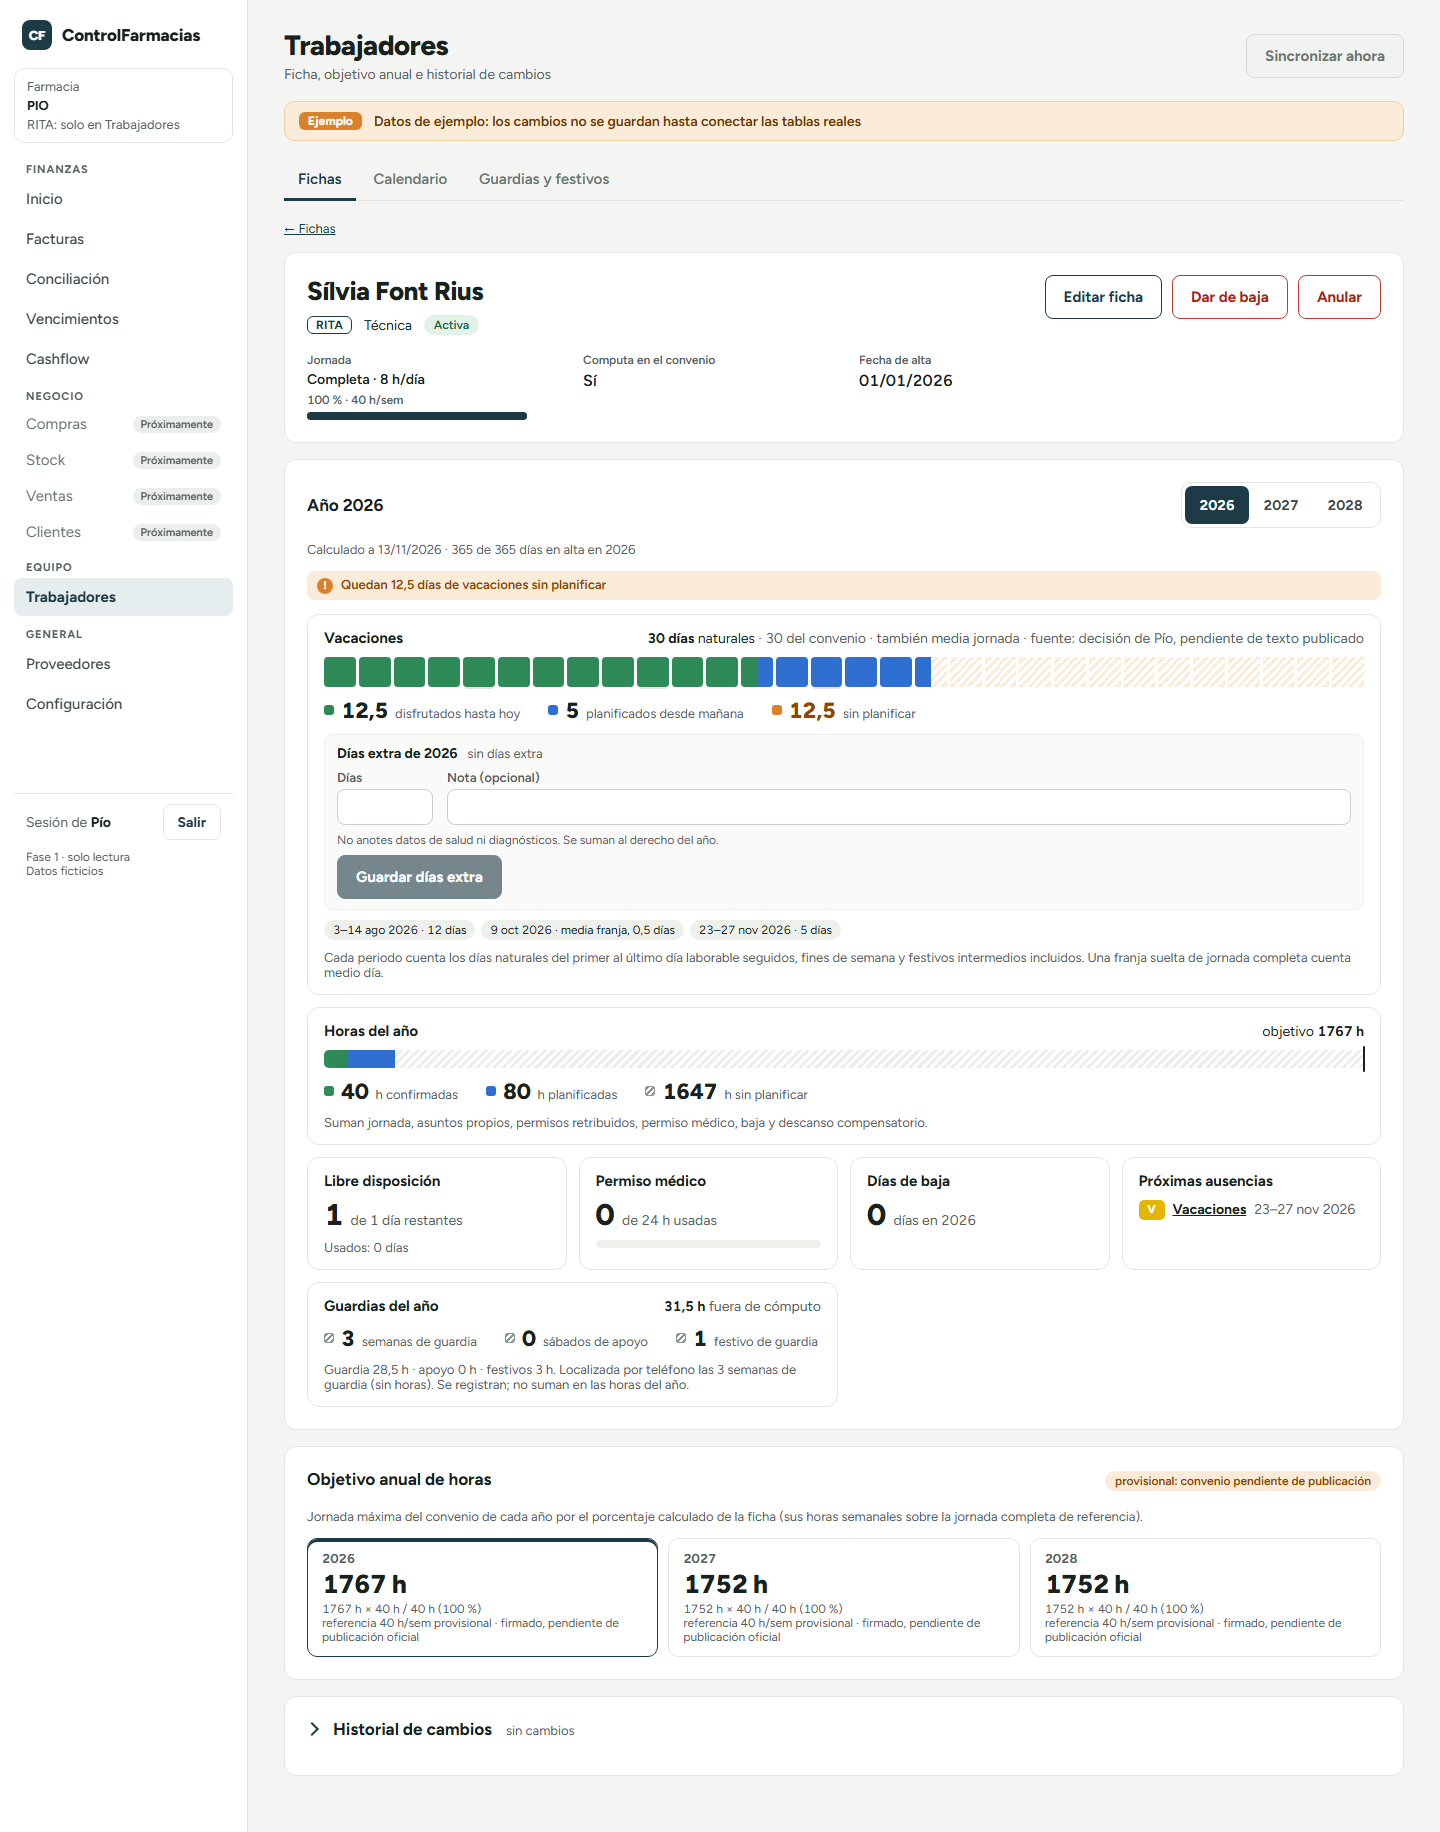 CF ControlFarmacias
Farmacia
PIO
RITA: solo en Trabajadores
FINANZAS
Inicio
Facturas
Conciliación
Vencimientos
Cashflow
NEGOCIO
Compras Próximamente
Stock Próximamente
Ventas Próximamente
Clientes Próximamente
EQUIPO
Trabajadores
GENERAL
Proveedores
Configuración
Sesión de Pío Salir
Fase 1 · solo lectura
Datos ficticios
Trabajadores
Ficha, objetivo anual e historial de cambios
Sincronizar ahora
Ejemplo Datos de ejemplo: los cambios no se guardan hasta conectar las tablas reales
Fichas Calendario Guardias y festivos
← Fichas
Sílvia Font Rius
RITA Técnica Activa
Editar ficha Dar de baja Anular
Jornada
Completa · 8 h/día
100 % · 40 h/sem
Computa en el convenio
Sí
Fecha de alta
01/01/2026
Año 2026
2026 2027 2028
Calculado a 13/11/2026 · 365 de 365 días en alta en 2026
! Quedan 12,5 días de vacaciones sin planificar
Vacaciones 30 días naturales · 30 del convenio · también media jornada · fuente: decisión de Pío, pendiente de texto publicado
12,5 disfrutados hasta hoy 5 planificados desde mañana 12,5 sin planificar
Días extra de 2026 sin días extra
Días Nota (opcional)
No anotes datos de salud ni diagnósticos. Se suman al derecho del año.
Guardar días extra
3–14 ago 2026 · 12 días 9 oct 2026 · media franja, 0,5 días 23–27 nov 2026 · 5 días
Cada periodo cuenta los días naturales del primer al último día laborable seguidos, fines de semana y festivos intermedios incluidos. Una franja suelta de jornada completa cuenta
medio día.
Horas del año objetivo 1767 h
40 h confirmadas 80 h planificadas 1647 h sin planificar
Suman jornada, asuntos propios, permisos retribuidos, permiso médico, baja y descanso compensatorio.
Libre disposición
1 de 1 día restantes
Usados: 0 días
Permiso médico
0 de 24 h usadas
Días de baja
0 días en 2026
Próximas ausencias
V Vacaciones 23–27 nov 2026
Guardias del año 31,5 h fuera de cómputo
3 semanas de guardia 0 sábados de apoyo 1 festivo de guardia
Guardia 28,5 h · apoyo 0 h · festivos 3 h. Localizada por teléfono las 3 semanas de
guardia (sin horas). Se registran; no suman en las horas del año.
Objetivo anual de horas provisional: convenio pendiente de publicación
Jornada máxima del convenio de cada año por el porcentaje calculado de la ficha (sus horas semanales sobre la jornada completa de referencia).
2026
1767 h
1767 h × 40 h / 40 h (100 %)
referencia 40 h/sem provisional · firmado, pendiente de
publicación oficial
2027
1752 h
1752 h × 40 h / 40 h (100 %)
referencia 40 h/sem provisional · firmado, pendiente de
publicación oficial
2028
1752 h
1752 h × 40 h / 40 h (100 %)
referencia 40 h/sem provisional · firmado, pendiente de
publicación oficial
Historial de cambios sin cambios